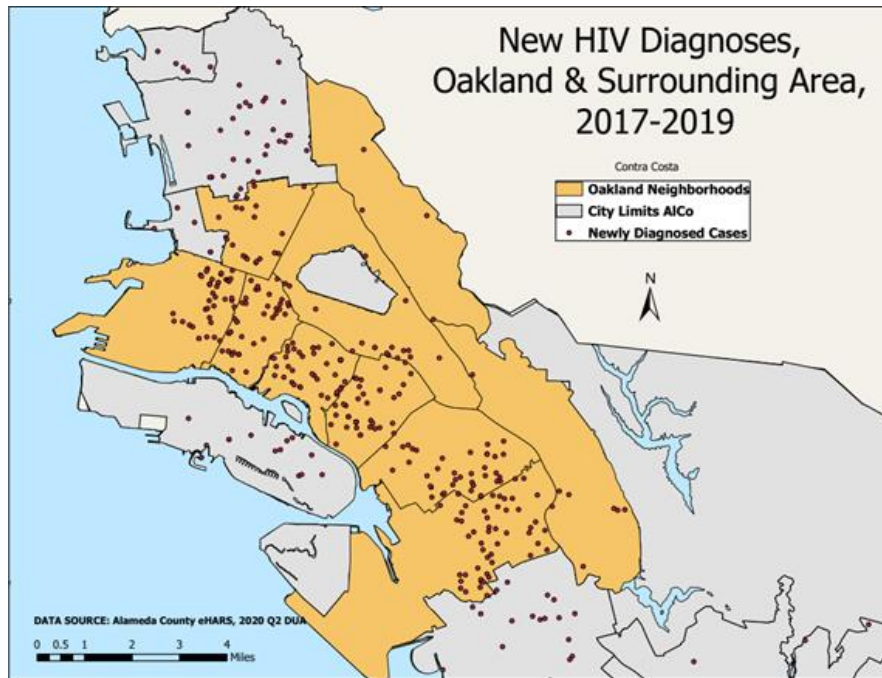 New HIV Diagnoses,
Oakland & Surrounding Area,
2017-2019
Contra Costa
Oakland Neighborhoods
City Limits AlCo
Newly Diagnosed Cases
N
DATA SOURCE: Alameda County eHARS, 2020 Q2 DUA
0 0.5 1 2 3 4
Miles